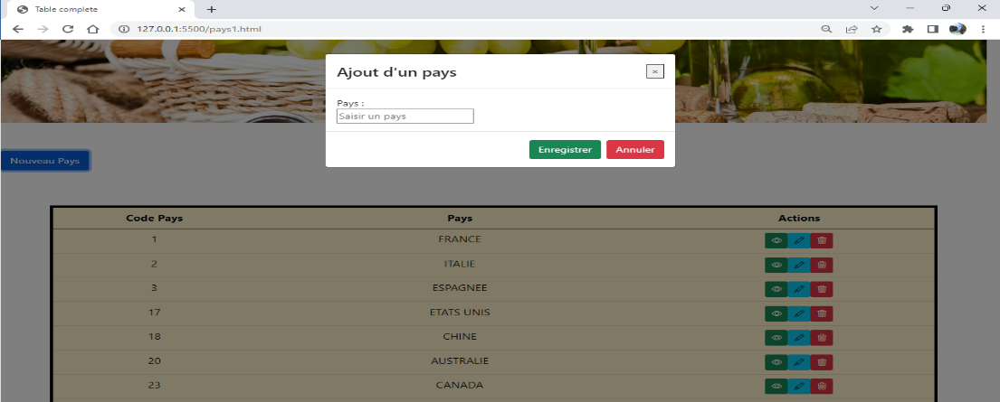 Table complete
127.0.0.1:5500/pays1.html
Ajout d'un pays
Pays :
Saisir un pays
Enregistrer Annuler
Nouveau Pays
Code Pays Pays Actions
1 FRANCE
2 ITALIE
3 ESPAGNEE
17 ETATS UNIS
18 CHINE
20 AUSTRALIE
23 CANADA